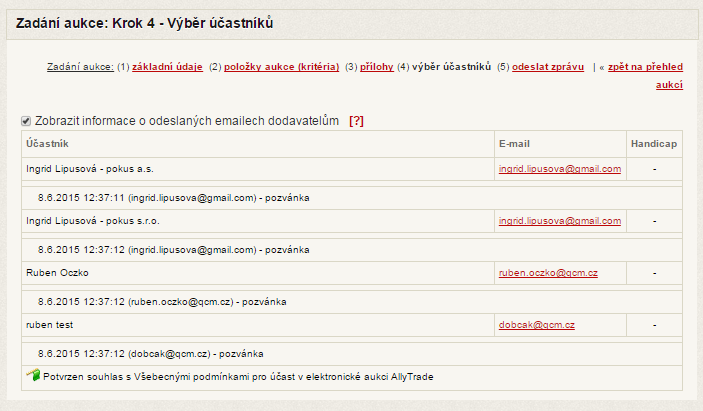 Zadání aukce: Krok 4 - Výběr účastníků
Zadání aukce: (1) základní údaje (2) položky aukce (kritéria) (3) přílohy (4) výběr účastníků (5) odeslat zprávu | « zpět na přehled
aukcí
Zobrazit informace o odeslaných emailech dodavatelům [?]
Účastník E-mail Handicap
Ingrid Lipusová - pokus a.s. ingrid.lipusova@gmail.com -
8.6.2015 12:37:11 (ingrid.lipusova@gmail.com) - pozvánka
Ingrid Lipusová - pokus s.r.o. ingrid.lipusova@gmail.com -
8.6.2015 12:37:12 (ingrid.lipusova@gmail.com) - pozvánka
Ruben Oczko ruben.oczko@qcm.cz -
8.6.2015 12:37:12 (ruben.oczko@qcm.cz) - pozvánka
ruben test dobcak@qcm.cz -
8.6.2015 12:37:12 (dobcak@qcm.cz) - pozvánka
Potvrzen souhlas s Všebecnými podmínkami pro účast v elektronické aukci AllyTrade